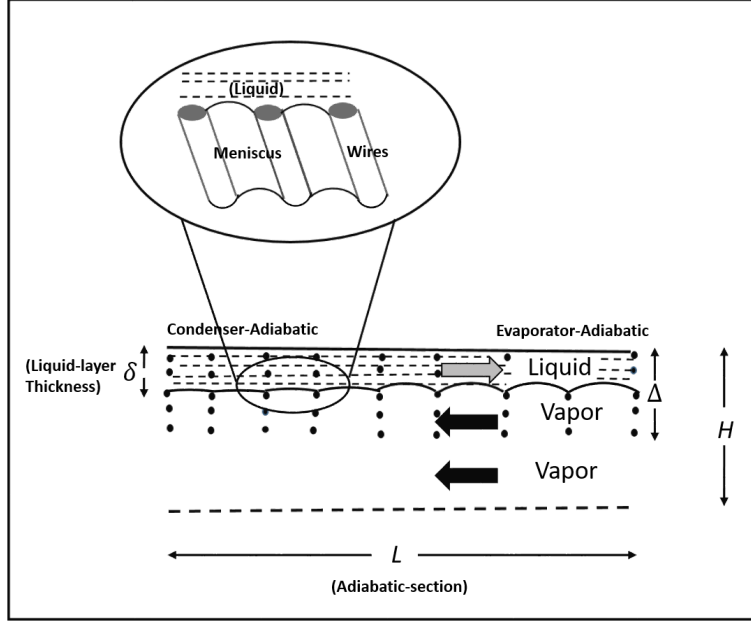 (Liquid)
Meniscus
Wires
Condenser-Adiabatic
Evaporator-Adiabatic
(Liquid-layer
Thickness)
δ
Liquid
Δ
Vapor
H
Vapor
L
(Adiabatic-section)